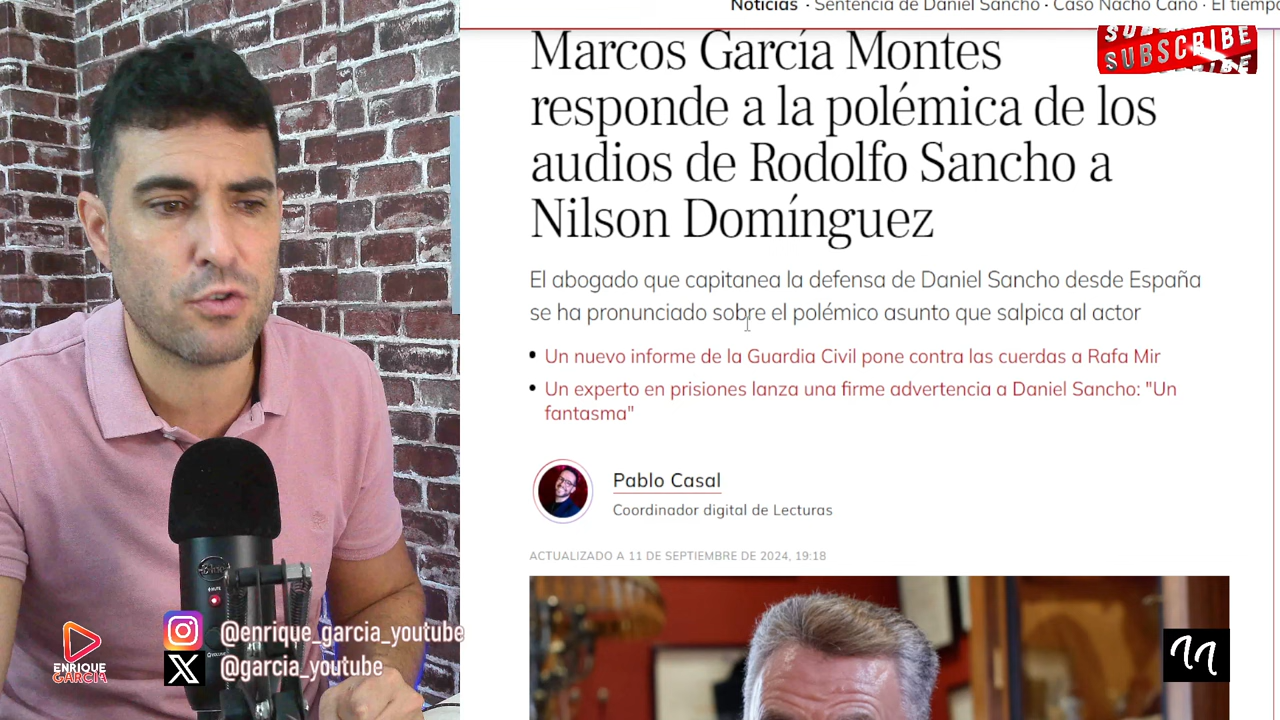 Noticias · Sentencia de Daniel Sancho · Caso Nacho Cano · El tiempo
SUBSCRIBE
Marcos García Montes
responde a la polémica de los
audios de Rodolfo Sancho a
Nilson Domínguez
El abogado que capitanea la defensa de Daniel Sancho desde España
se ha pronunciado sobre el polémico asunto que salpica al actor
• Un nuevo informe de la Guardia Civil pone contra las cuerdas a Rafa Mir
• Un experto en prisiones lanza una firme advertencia a Daniel Sancho: "Un
fantasma"
Pablo Casal
Coordinador digital de Lecturas
ACTUALIZADO A 11 DE SEPTIEMBRE DE 2024, 19:18
@enrique_garcia_youtube
@garcia_youtube
ENRIQUE
GARCIA